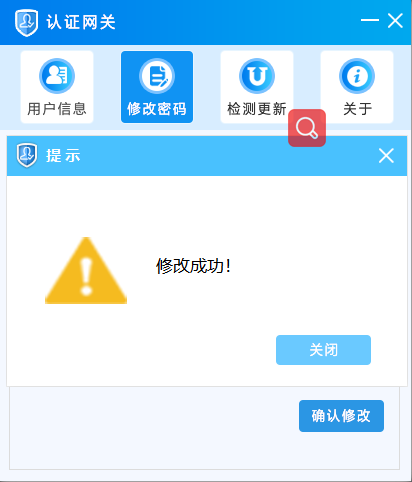 认证网关
用户信息 修改密码 检测更新 关于
提示
修改成功!
关闭
确认修改